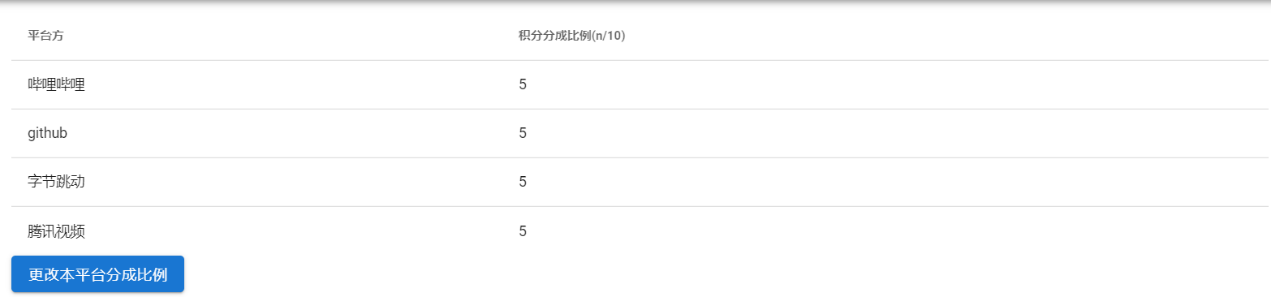 平台方 积分分成比例(n/10)
哔哩哔哩 5
github 5
字节跳动 5
腾讯视频 5
更改本平台分成比例